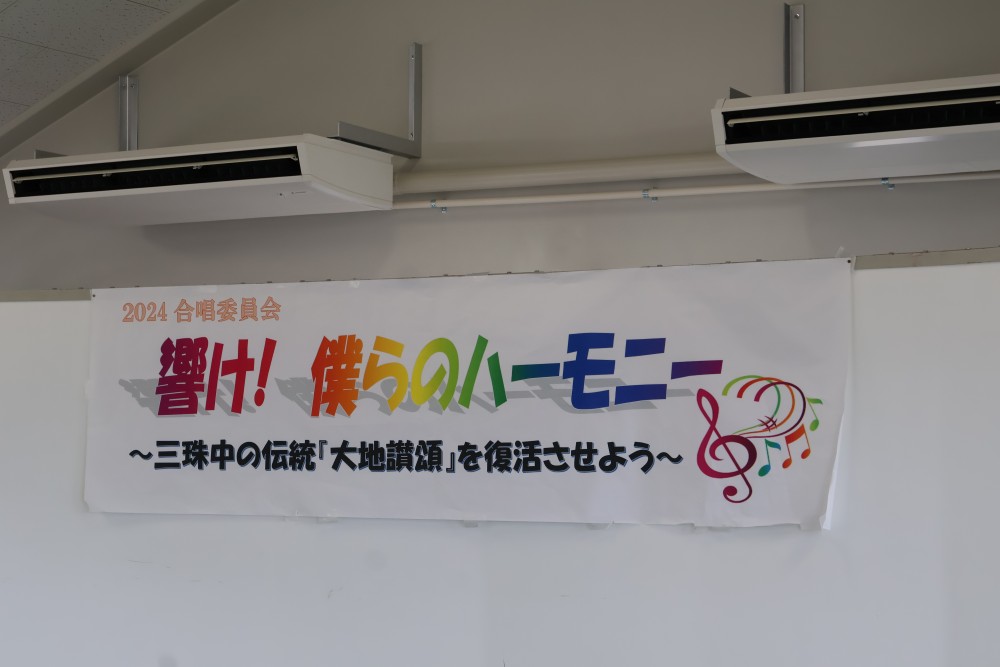 2024 合唱委員会
響け! 僕らのハーモニー
～三珠中の伝統『大地讃頌』を復活させよう～